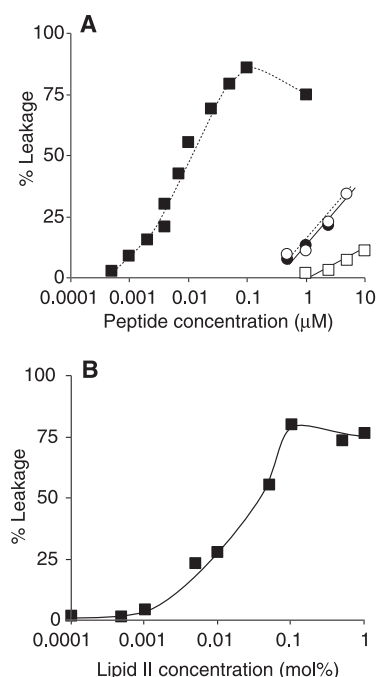 A
100
75
50
25
0
% Leakage
0.0001 0.001 0.01 0.1 1 10
Peptide concentration (μM)
B
100
75
50
25
0
% Leakage
0.0001 0.001 0.01 0.1 1
Lipid II concentration (mol%)